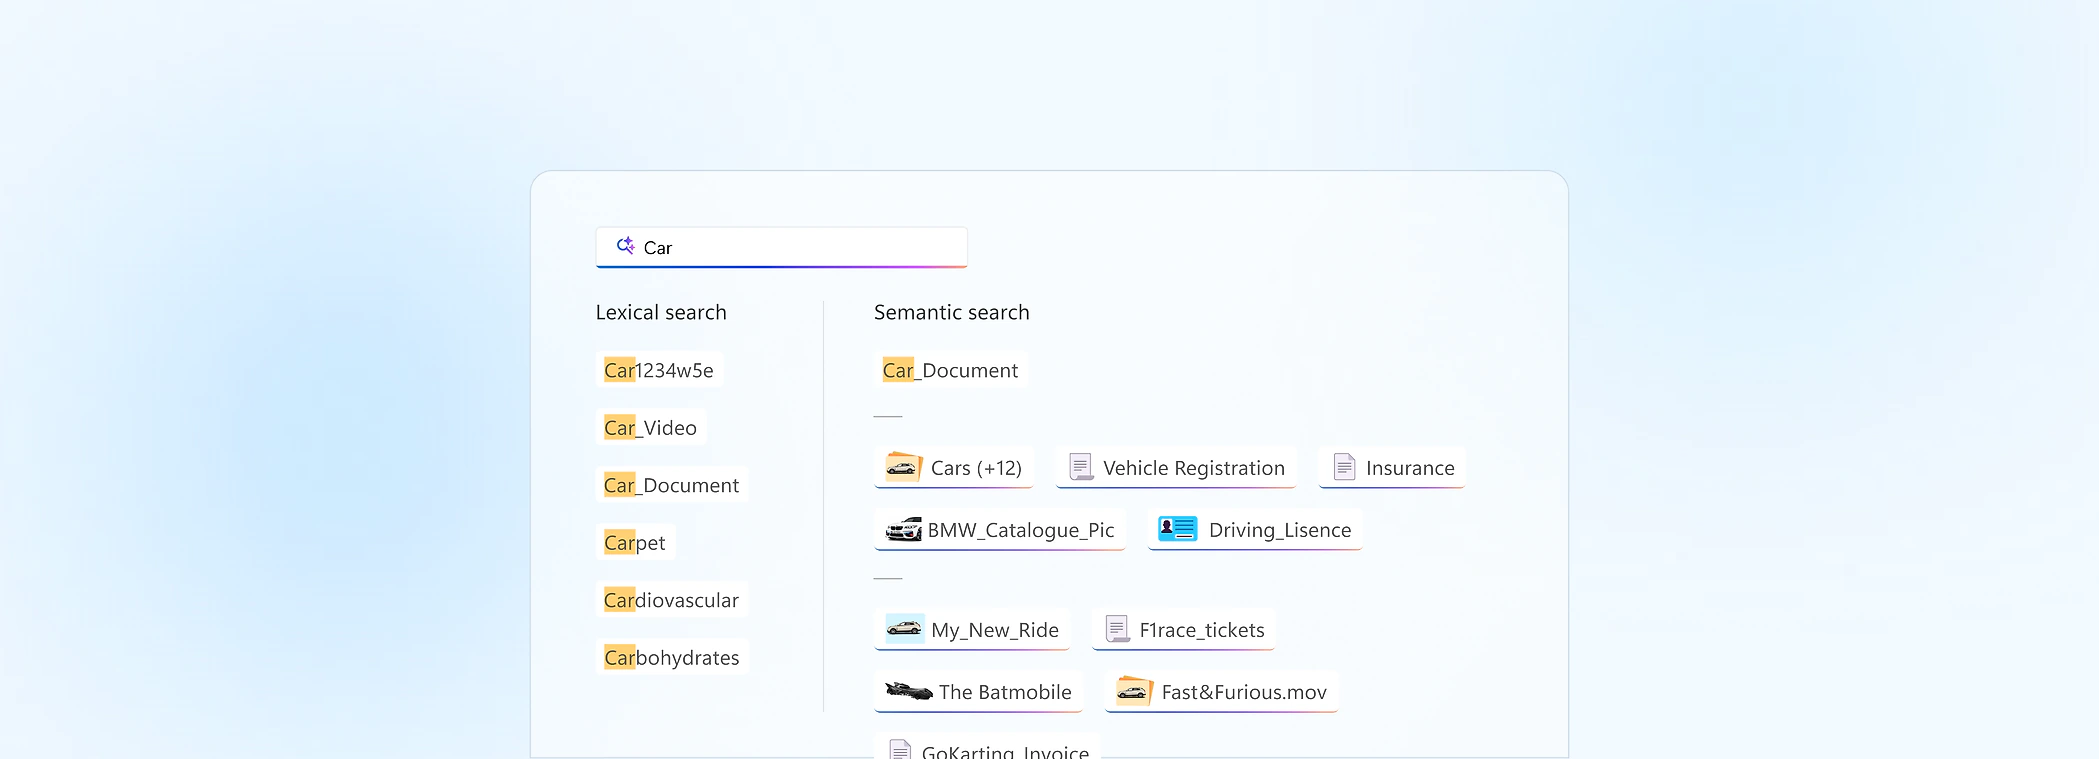 Car
Lexical search
Car1234w5e
Car_Video
Car_Document
Carpet
Cardiovascular
Carbohydrates
Semantic search
Car_Document
Cars (+12) Vehicle Registration Insurance
BMW_Catalogue_Pic Driving_Lisence
My_New_Ride F1race_tickets
The Batmobile Fast&Furious.mov
GoKarting_Invoice